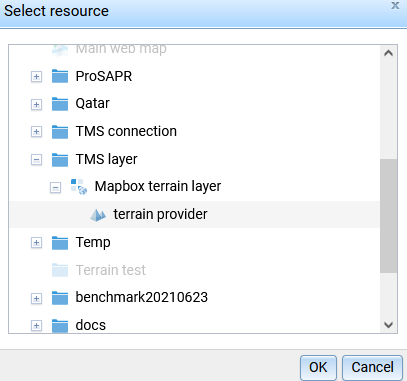 Select resource
Main web map
ProSAPR
Qatar
TMS connection
TMS layer
Mapbox terrain layer
terrain provider
Temp
Terrain test
benchmark20210623
docs
OK Cancel